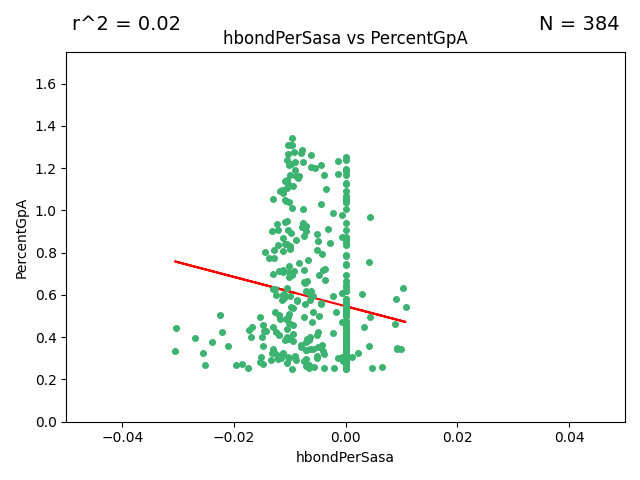 r^2 = 0.02
N = 384
hbondPerSasa vs PercentGpA
1.6
1.4
1.2
1.0
0.8
0.6
0.4
0.2
0.0
PercentGpA
−0.04
−0.02
0.00
0.02
0.04
hbondPerSasa